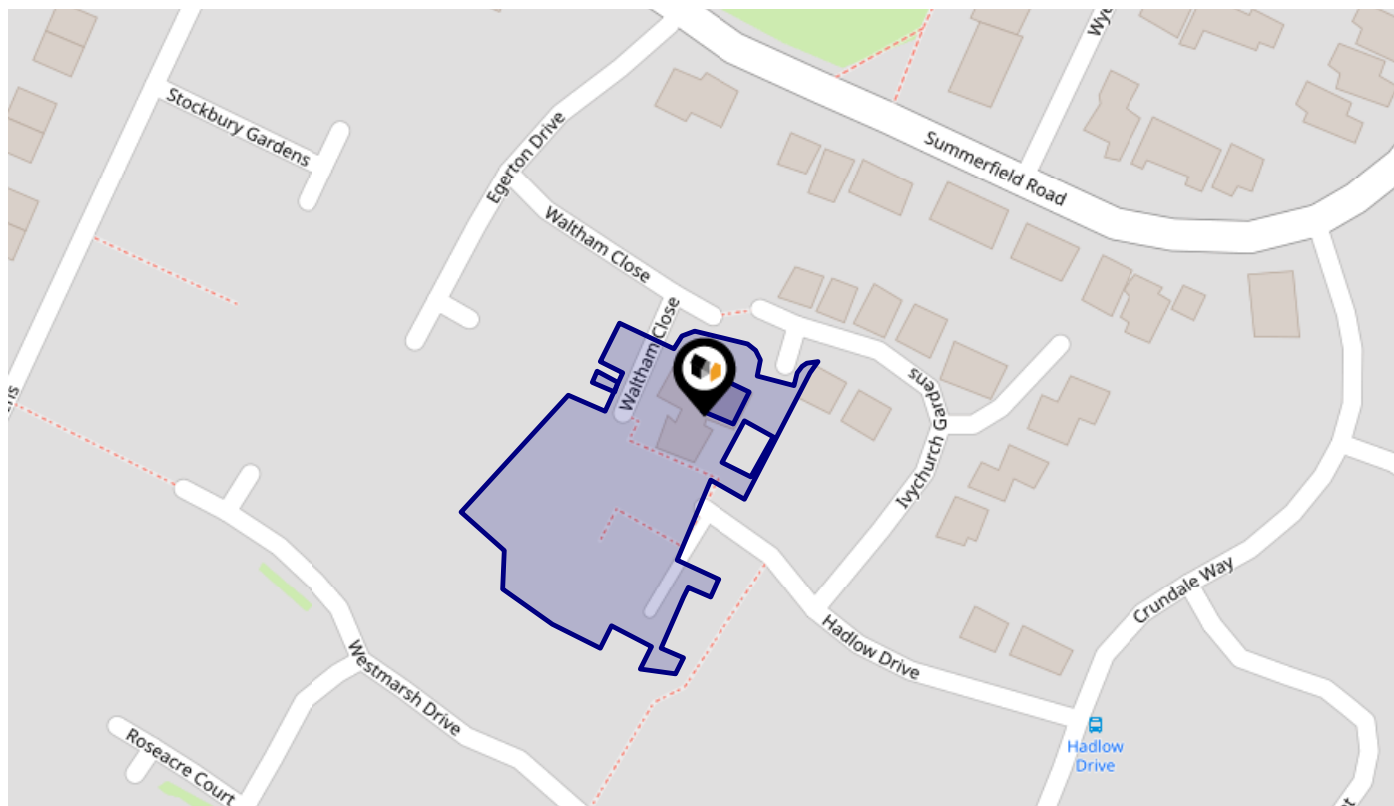 Wye
Stockbury Gardens
Egerton Drive
Summerfield Road
Waltham Close
Waltham Close
Ivychurch Gardens
Crundale Way
Hadlow Drive
Westmarsh Drive
Roseacre Court
Hadlow
Drive